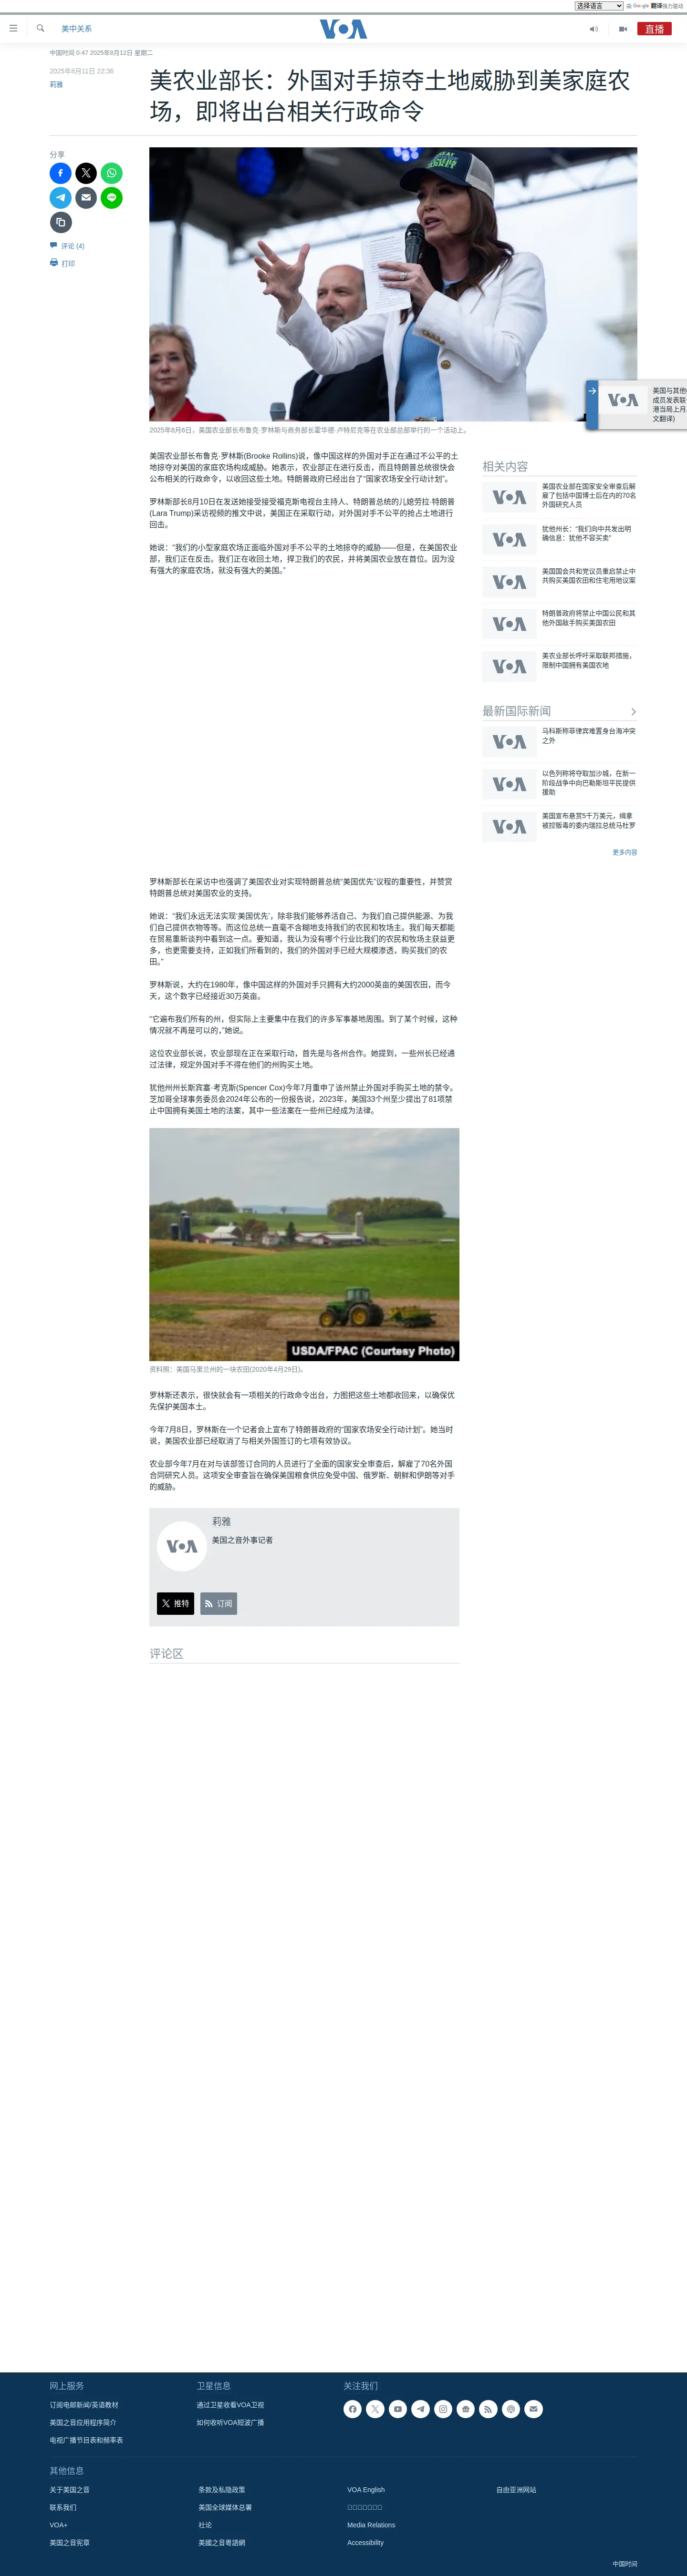 选择语言
由 Google 翻译强力驱动
美中关系
VOA
直播
中国时间 0:47 2025年8月12日 星期二
2025年8月11日 22:36
莉雅
美农业部长：外国对手掠夺土地威胁到美家庭农
场，即将出台相关行政命令
分享
评论 (4)
打印
2025年8月6日，美国农业部长布鲁克·罗林斯与商务部长霍华德·卢特尼克等在农业部总部举行的一个活动上。
美国与其他
成员发表联
港当局上月
文翻译)
美国农业部长布鲁克·罗林斯(Brooke Rollins)说，像中国这样的外国对手正在通过不公平的土
地掠夺对美国的家庭农场构成威胁。她表示，农业部正在进行反击，而且特朗普总统很快会
公布相关的行政命令，以收回这些土地。特朗普政府已经出台了“国家农场安全行动计划”。
罗林斯部长8月10日在发送她接受接受福克斯电视台主持人、特朗普总统的儿媳劳拉·特朗普
(Lara Trump)采访视频的推文中说，美国正在采取行动，对外国对手不公平的抢占土地进行
回击。
她说：“我们的小型家庭农场正面临外国对手不公平的土地掠夺的威胁——但是，在美国农业
部，我们正在反击。我们正在收回土地，捍卫我们的农民，并将美国农业放在首位。因为没
有强大的家庭农场，就没有强大的美国。”
罗林斯部长在采访中也强调了美国农业对实现特朗普总统“美国优先”议程的重要性，并赞赏
特朗普总统对美国农业的支持。
她说：“我们永远无法实现‘美国优先’，除非我们能够养活自己、为我们自己提供能源、为我
们自己提供衣物等等。而这位总统一直毫不含糊地支持我们的农民和牧场主。我们每天都能
在贸易重新谈判中看到这一点。要知道，我认为没有哪个行业比我们的农民和牧场主获益更
多，也更需要支持，正如我们所看到的，我们的外国对手已经大规模渗透，购买我们的农
田。”
罗林斯说，大约在1980年，像中国这样的外国对手只拥有大约2000英亩的美国农田，而今
天，这个数字已经接近30万英亩。
“它遍布我们所有的州，但实际上主要集中在我们的许多军事基地周围。到了某个时候，这种
情况就不再是可以的，”她说。
这位农业部长说，农业部现在正在采取行动，首先是与各州合作。她提到，一些州长已经通
过法律，规定外国对手不得在他们的州购买土地。
犹他州州长斯宾塞·考克斯(Spencer Cox)今年7月重申了该州禁止外国对手购买土地的禁令。
芝加哥全球事务委员会2024年公布的一份报告说，2023年，美国33个州至少提出了81项禁
止中国拥有美国土地的法案，其中一些法案在一些州已经成为法律。
USDA/FPAC (Courtesy Photo)
资料照：美国马里兰州的一块农田(2020年4月29日)。
罗林斯还表示，很快就会有一项相关的行政命令出台，力图把这些土地都收回来，以确保优
先保护美国本土。
今年7月8日，罗林斯在一个记者会上宣布了特朗普政府的“国家农场安全行动计划”。她当时
说，美国农业部已经取消了与相关外国签订的七项有效协议。
农业部今年7月在对与该部签订合同的人员进行了全面的国家安全审查后，解雇了70名外国
合同研究人员。这项安全审查旨在确保美国粮食供应免受中国、俄罗斯、朝鲜和伊朗等对手
的威胁。
莉雅
美国之音外事记者
推特
订阅
评论区
相关内容
美国农业部在国家安全审查后解
雇了包括中国博士后在内的70名
外国研究人员
犹他州长：“我们向中共发出明
确信息：犹他不容买卖”
美国国会共和党议员重启禁止中
共购买美国农田和住宅用地议案
特朗普政府将禁止中国公民和其
他外国敌手购买美国农田
美农业部长呼吁采取联邦措施，
限制中国拥有美国农地
最新国际新闻
马科斯称菲律宾难置身台海冲突
之外
以色列称将夺取加沙城，在新一
阶段战争中向巴勒斯坦平民提供
援助
美国宣布悬赏5千万美元，缉拿
被控贩毒的委内瑞拉总统马杜罗
更多内容
网上服务
订阅电邮新闻/英语教材
美国之音应用程序简介
电视广播节目表和频率表
卫星信息
通过卫星收看VOA卫视
如何收听VOA短波广播
关注我们
其他信息
关于美国之音
联系我们
VOA+
美国之音宪章
条款及私隐政策
美国全球媒体总署
社论
美國之音粵語網
VOA English
Media Relations
Accessibility
自由亚洲网站
中国时间